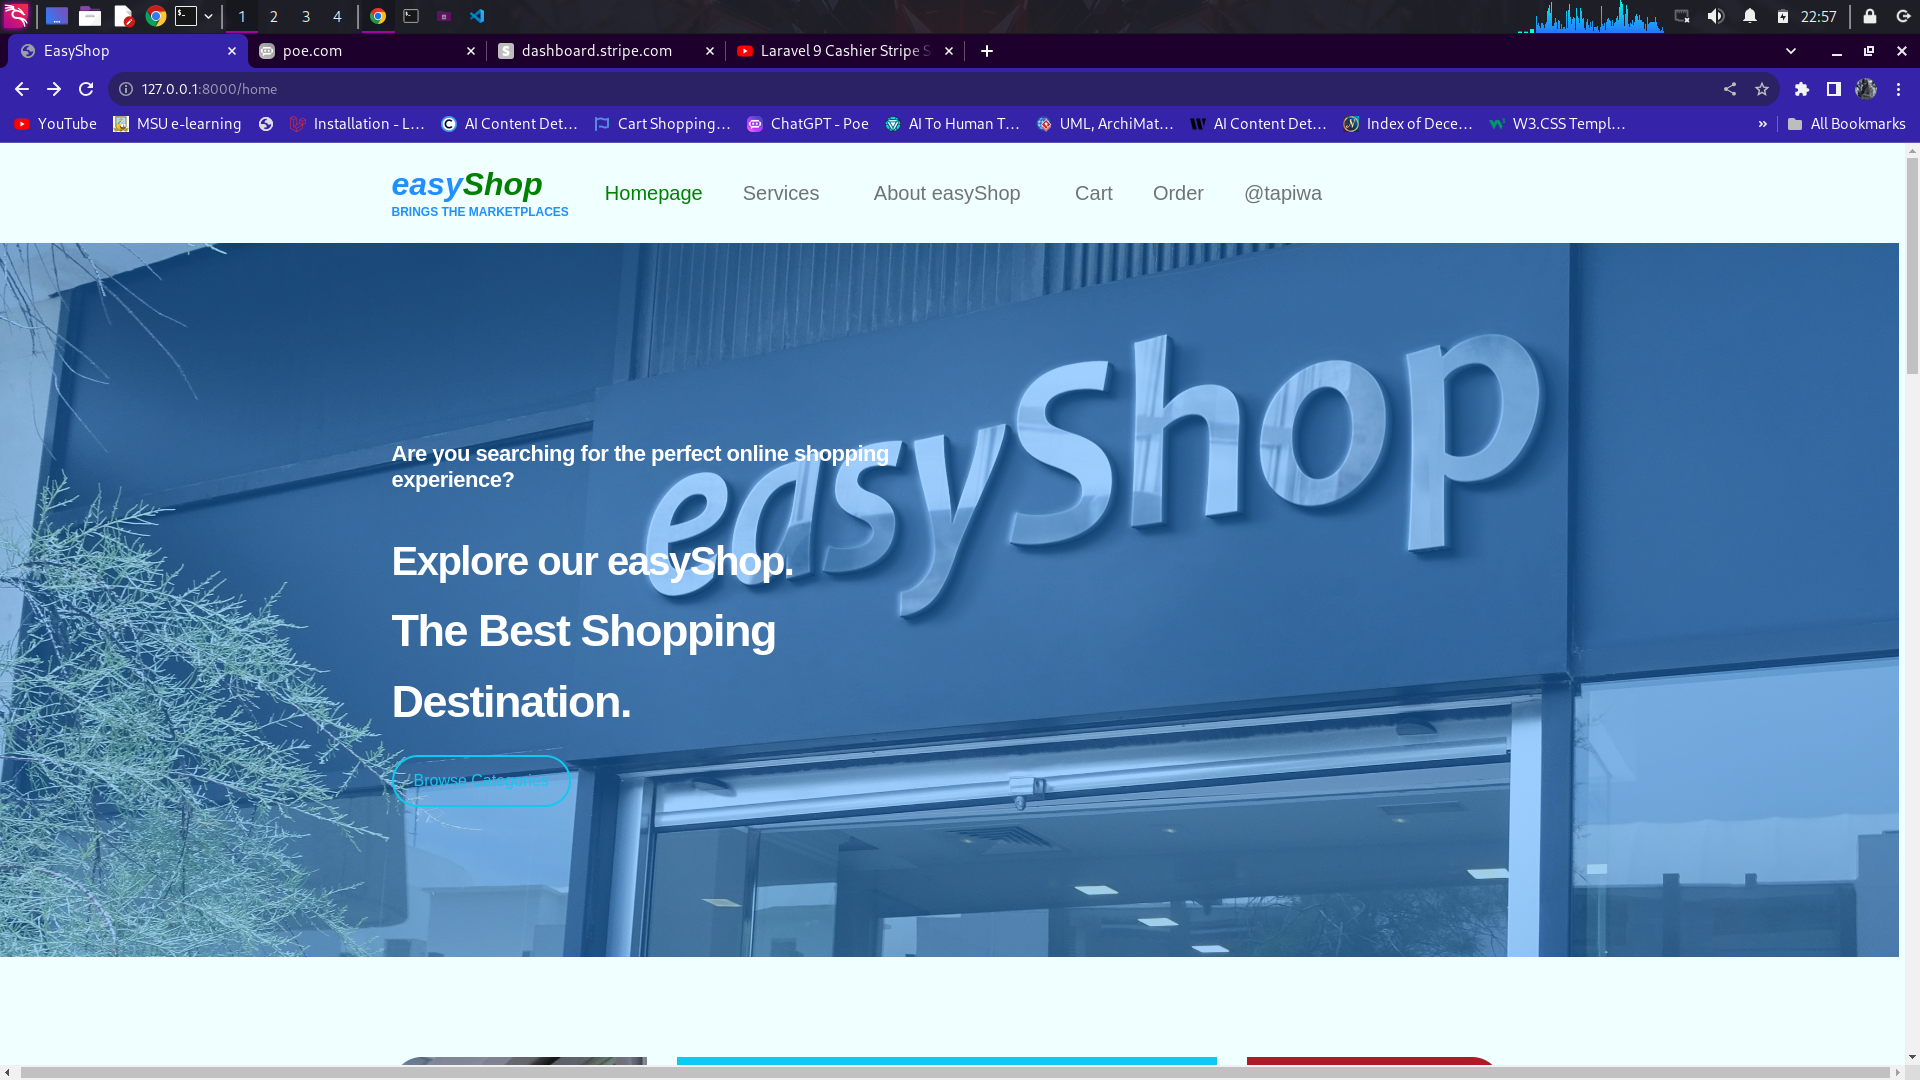 1 2 3 4 22:57
EasyShop poe.com dashboard.stripe.com Laravel 9 Cashier Stripe S
127.0.0.1:8000/home
YouTube MSU e-learning Installation - L... AI Content Det... Cart Shopping... ChatGPT - Poe AI To Human T... UML, ArchiMat... AI Content Det... Index of Dece... W3.CSS Templ... » All Bookmarks
easyShop
BRINGS THE MARKETPLACES
Homepage Services About easyShop Cart Order @tapiwa
easyShop
Are you searching for the perfect online shopping
experience?
Explore our easyShop.
The Best Shopping
Destination.
Browse Categories